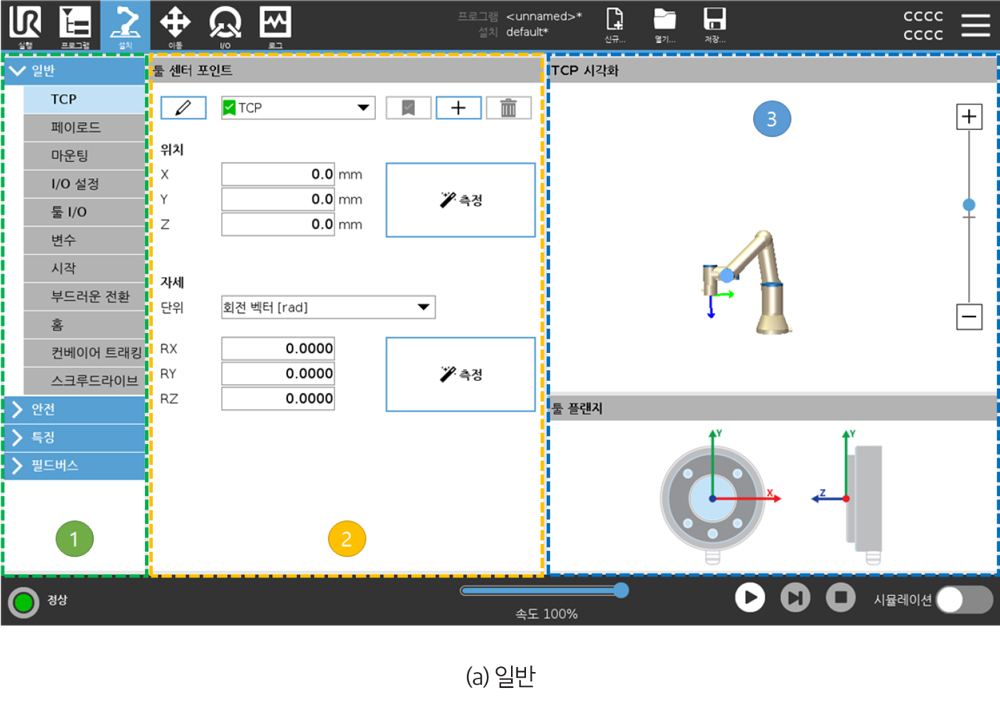 UR
실행 프로그램 설치 이동 I/O 로그
프로그램 <unnamed>*
설치 default*
신규... 열기... 저장...
CCCC
CCCC
일반
TCP
페이로드
마운팅
I/O 설정
툴 I/O
변수
시작
부드러운 전환
홈
컨베이어 트래킹
스크루드라이브
안전
특징
필드버스
1
툴 센터 포인트
TCP
위치
X 0.0 mm
Y 0.0 mm
Z 0.0 mm
측정
자세
단위 회전 벡터 [rad]
RX 0.0000
RY 0.0000
RZ 0.0000
측정
2
TCP 시각화
3
툴 플랜지
Y
X
Y
Z
정상
속도 100%
시뮬레이션
(a) 일반